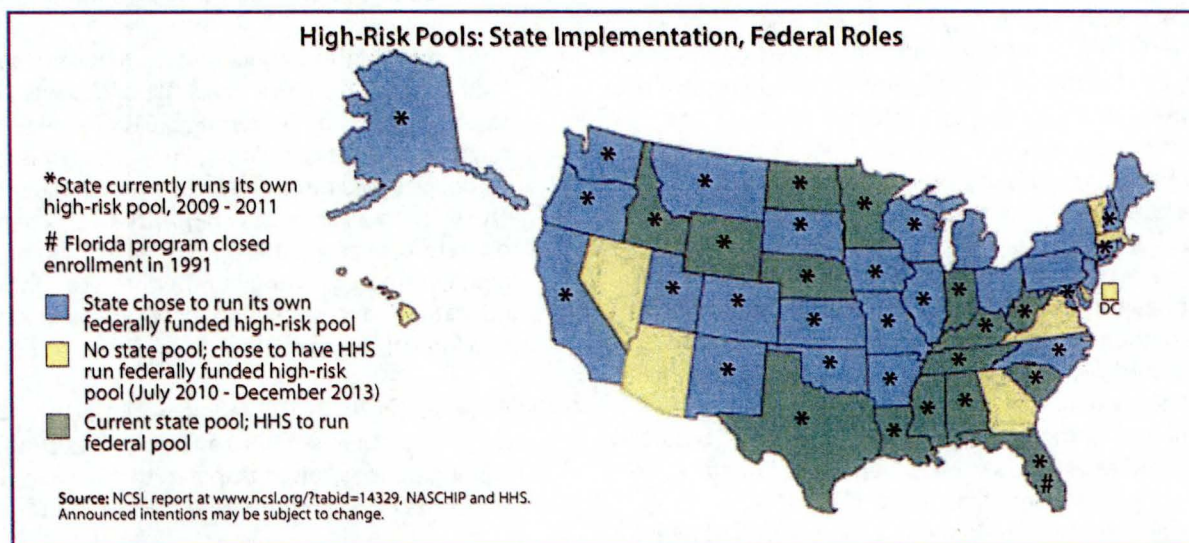 High-Risk Pools: State Implementation, Federal Roles
*State currently runs its own
high-risk pool, 2009 - 2011
# Florida program closed
enrollment in 1991
State chose to run its own
federally funded high-risk pool
No state pool; chose to have HHS
run federally funded high-risk
pool (July 2010 - December 2013)
Current state pool; HHS to run
federal pool
DC
#
Source: NCSL report at www.ncsl.org/?tabid=14329, NASCHIP and HHS.
Announced intentions may be subject to change.